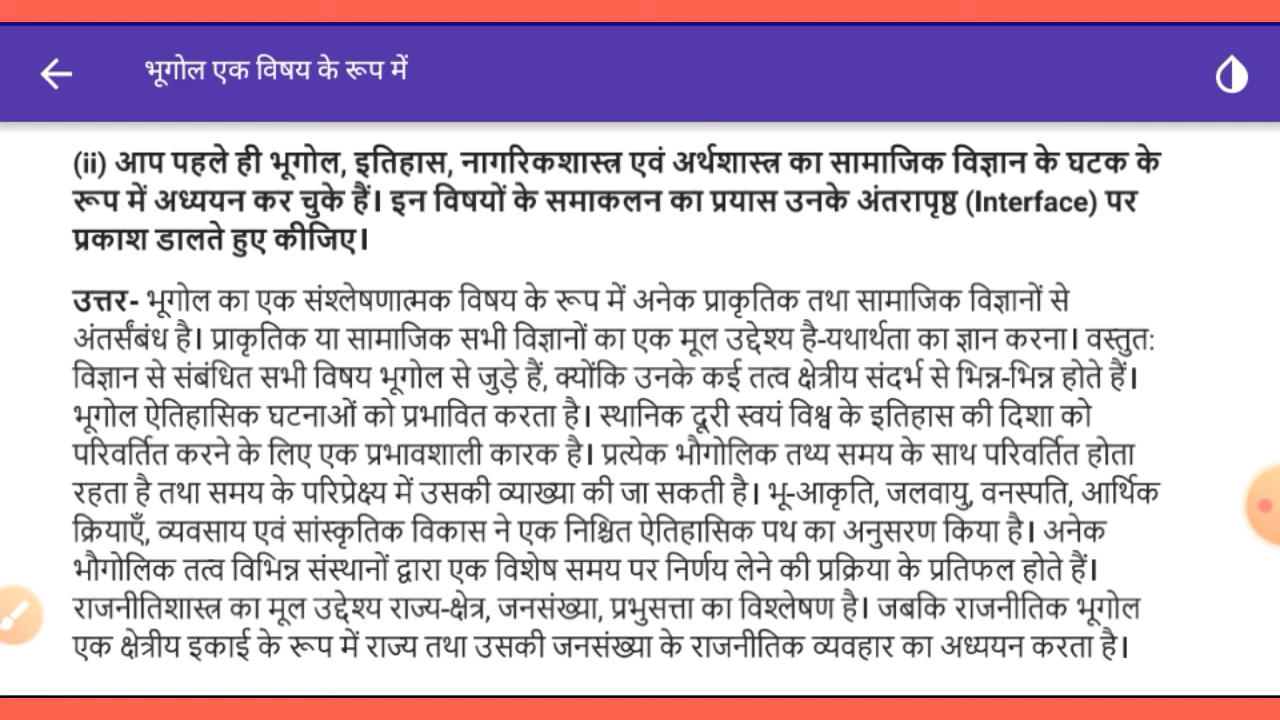 भूगोल एक विषय के रूप में
(ii) आप पहले ही भूगोल, इतिहास, नागरिकशास्त्र एवं अर्थशास्त्र का सामाजिक विज्ञान के घटक के
रूप में अध्ययन कर चुके हैं। इन विषयों के समाकलन का प्रयास उनके अंतरापृष्ठ (Interface) पर
प्रकाश डालते हुए कीजिए।
उत्तर- भूगोल का एक संश्लेषणात्मक विषय के रूप में अनेक प्राकृतिक तथा सामाजिक विज्ञानों से
अंतर्संबंध है। प्राकृतिक या सामाजिक सभी विज्ञानों का एक मूल उद्देश्य है-यथार्थता का ज्ञान करना। वस्तुत:
विज्ञान से संबंधित सभी विषय भूगोल से जुड़े हैं, क्योंकि उनके कई तत्व क्षेत्रीय संदर्भ से भिन्न-भिन्न होते हैं।
भूगोल ऐतिहासिक घटनाओं को प्रभावित करता है। स्थानिक दूरी स्वयं विश्व के इतिहास की दिशा को
परिवर्तित करने के लिए एक प्रभावशाली कारक है। प्रत्येक भौगोलिक तथ्य समय के साथ परिवर्तित होता
रहता है तथा समय के परिप्रेक्ष्य में उसकी व्याख्या की जा सकती है। भू-आकृति, जलवायु, वनस्पति, आर्थिक
क्रियाएँ, व्यवसाय एवं सांस्कृतिक विकास ने एक निश्चित ऐतिहासिक पथ का अनुसरण किया है। अनेक
भौगोलिक तत्व विभिन्न संस्थानों द्वारा एक विशेष समय पर निर्णय लेने की प्रक्रिया के प्रतिफल होते हैं।
राजनीतिशास्त्र का मूल उद्देश्य राज्य-क्षेत्र, जनसंख्या, प्रभुसत्ता का विश्लेषण है। जबकि राजनीतिक भूगोल
एक क्षेत्रीय इकाई के रूप में राज्य तथा उसकी जनसंख्या के राजनीतिक व्यवहार का अध्ययन करता है।